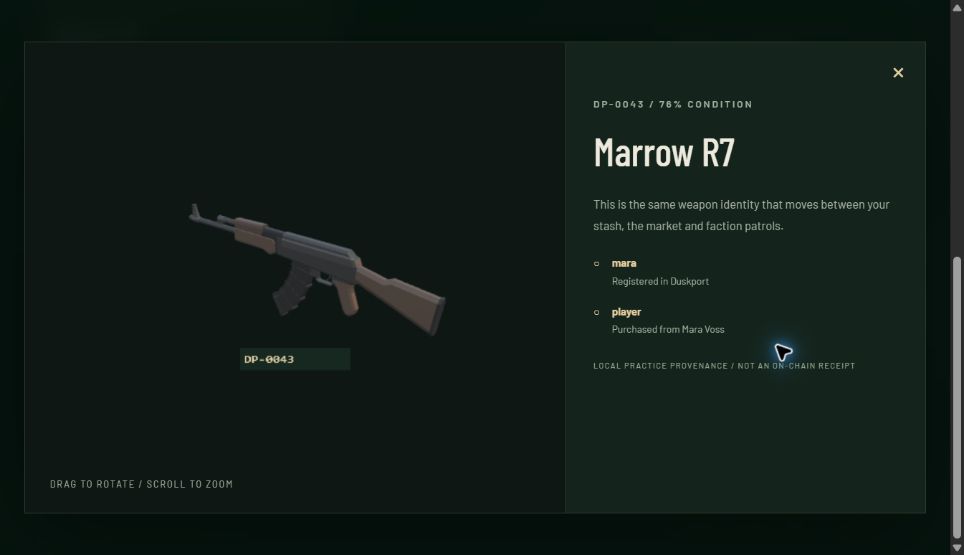 DP-0043 / 76% CONDITION
Marrow R7
This is the same weapon identity that moves between your
stash, the market and faction patrols.
mara
Registered in Duskport
player
Purchased from Mara Voss
LOCAL PRACTICE PROVENANCE / NOT AN ON-CHAIN RECEIPT
DP-0043
DRAG TO ROTATE / SCROLL TO ZOOM